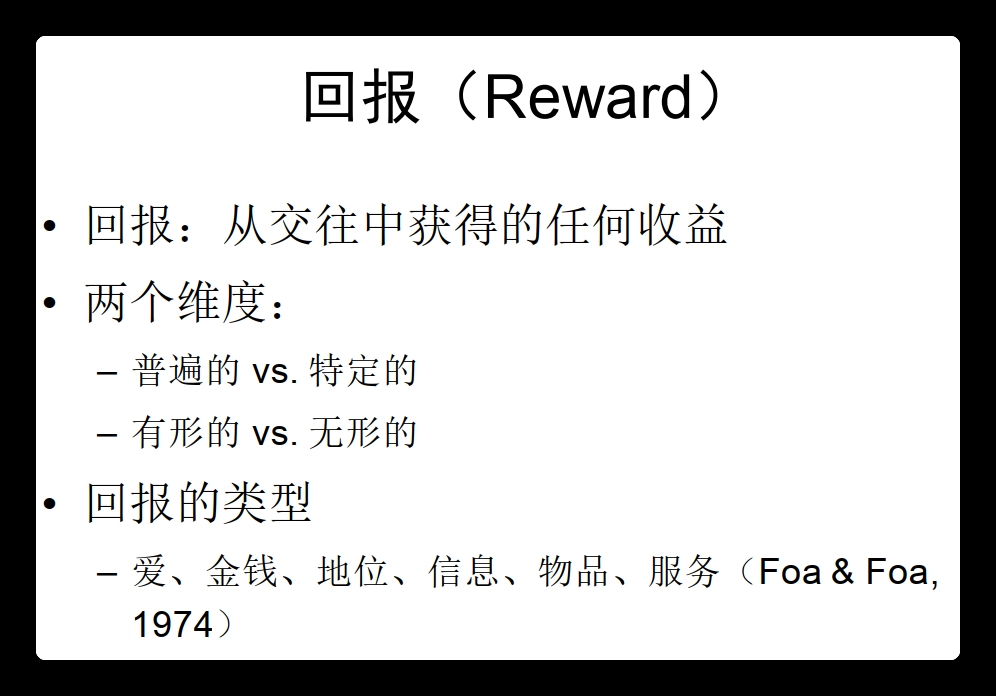 回报（Reward）
• 回报：从交往中获得的任何收益
• 两个维度：
– 普遍的 vs. 特定的
– 有形的 vs. 无形的
• 回报的类型
– 爱、金钱、地位、信息、物品、服务（Foa & Foa,
1974）